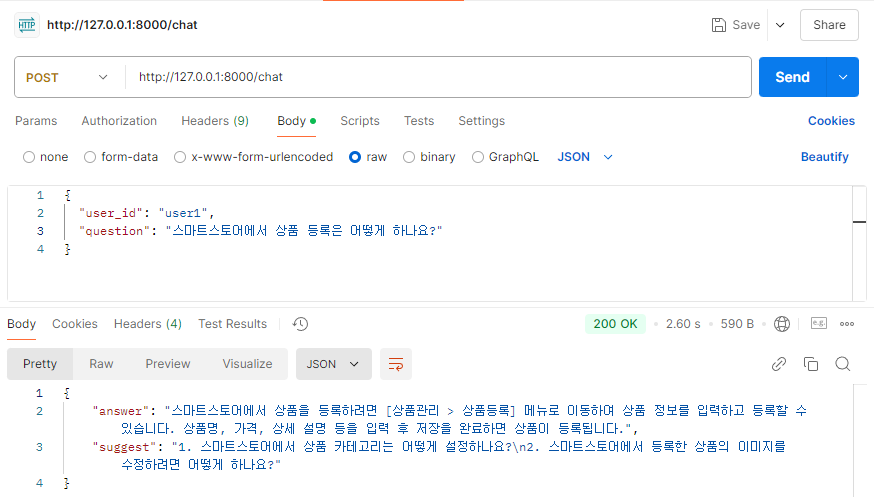 HTTP http://127.0.0.1:8000/chat Save Share
POST http://127.0.0.1:8000/chat Send
Params Authorization Headers (9) Body Scripts Tests Settings Cookies
none form-data x-www-form-urlencoded raw binary GraphQL JSON Beautify
1 {
2 "user_id": "user1",
3 "question": "스마트스토어에서 상품 등록은 어떻게 하나요?"
4 }
Body Cookies Headers (4) Test Results 200 OK 2.60 s 590 B e.g.
Pretty Raw Preview Visualize JSON
1 {
2 "answer": "스마트스토어에서 상품을 등록하려면 [상품관리 > 상품등록] 메뉴로 이동하여 상품 정보를 입력하고 등록할 수
있습니다. 상품명, 가격, 상세 설명 등을 입력 후 저장을 완료하면 상품이 등록됩니다.",
3 "suggest": "1. 스마트스토어에서 상품 카테고리는 어떻게 설정하나요?\n2. 스마트스토어에서 등록한 상품의 이미지를
수정하려면 어떻게 하나요?"
4 }